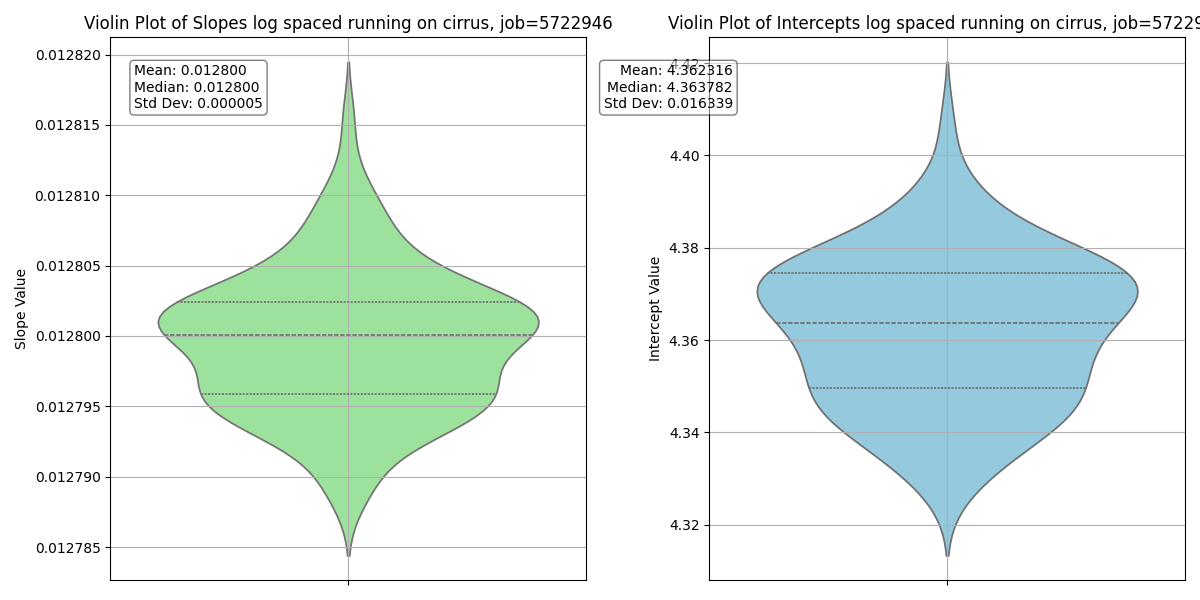 Violin Plot of Slopes log spaced running on cirrus, job=5722946
0.012820
0.012815
0.012810
0.012805
0.012800
0.012795
0.012790
0.012785
Slope Value
Mean: 0.012800
Median: 0.012800
Std Dev: 0.000005
Violin Plot of Intercepts log spaced running on cirrus, job=57229
4.42
4.40
4.38
4.36
4.34
4.32
Intercept Value
Mean: 4.362316
Median: 4.363782
Std Dev: 0.016339